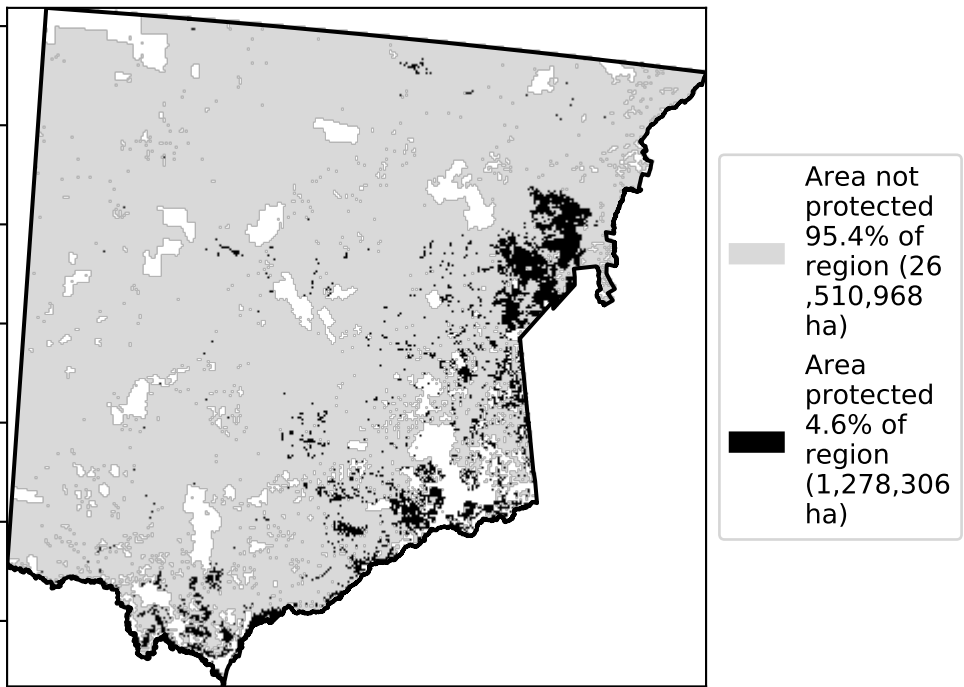 Area not
protected
95.4% of
region (26
,510,968
ha)
Area
protected
4.6% of
region
(1,278,306
ha)